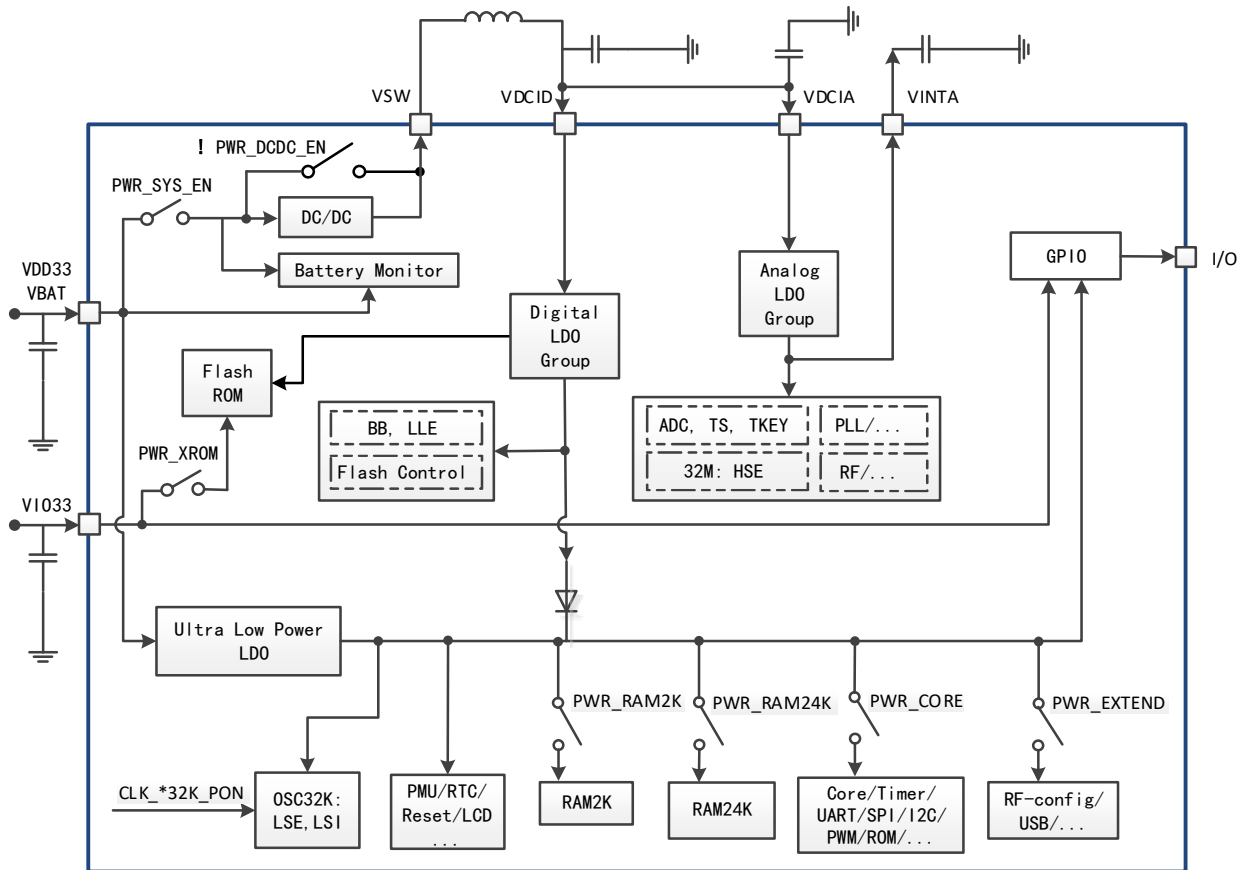 VSW
VDCID
VDCIA
VINTA
! PWR_DCDC_EN
PWR_SYS_EN
DC/DC
Battery Monitor
VDD33
VBAT
GPIO
I/O
Analog
LDO
Group
Digital
LDO
Group
Flash
ROM
BB, LLE
Flash Control
ADC, TS, TKEY
PLL/...
32M: HSE
RF/...
PWR_XROM
VIO33
Ultra Low Power
LDO
PWR_RAM2K
PWR_RAM24K
PWR_CORE
PWR_EXTEND
CLK_*32K_PON
OSC32K:
LSE,LSI
PMU/RTC/
Reset/LCD
...
RAM2K
RAM24K
Core/Timer/
UART/SPI/I2C/
PWM/ROM/...
RF-config/
USB/...